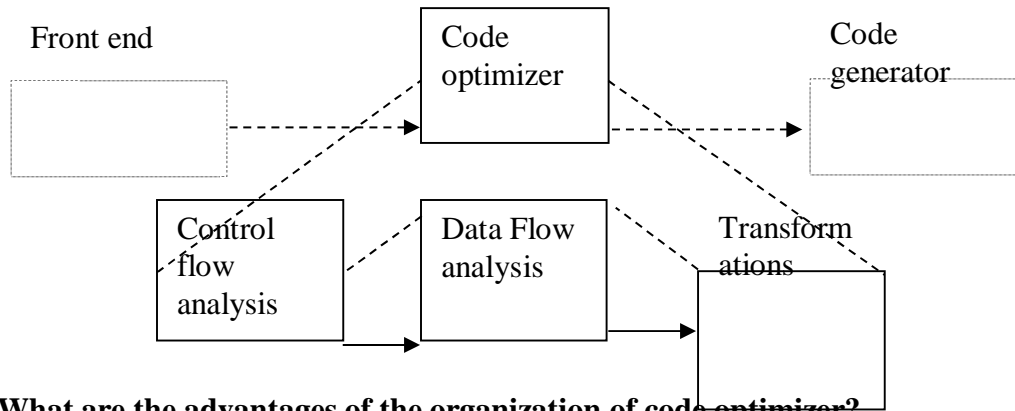 Front end
Code
optimizer
Code
generator
Control
flow
analysis
Data Flow
analysis
Transform
ations
What are the advantages of the organization of code optimizer?